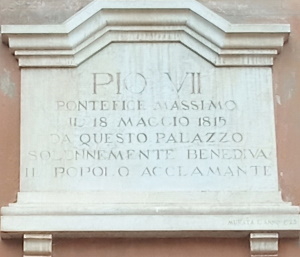 PIO VII
PONTEFICE MASSIMO
IL 18 MAGGIO 1815
DA QUESTO PALAZZO
SOLENNEMENTE BENEDIVA
IL POPOLO ACCLAMANTE